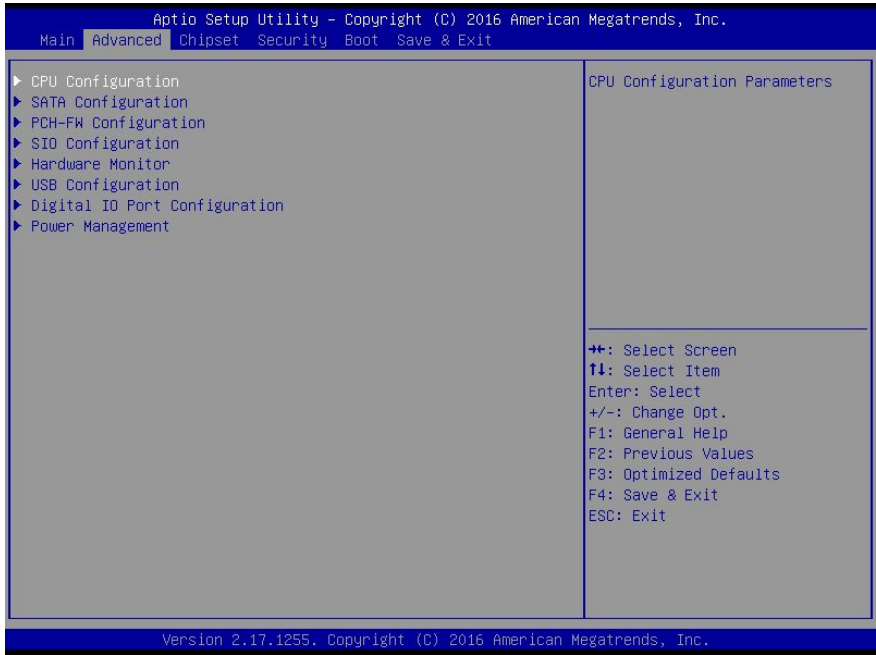 Aptio Setup Utility – Copyright (C) 2016 American Megatrends, Inc.
Main Advanced Chipset Security Boot Save & Exit
▶ CPU Configuration
▶ SATA Configuration
▶ PCH-FW Configuration
▶ SIO Configuration
▶ Hardware Monitor
▶ USB Configuration
▶ Digital IO Port Configuration
▶ Power Management
CPU Configuration Parameters
→←: Select Screen
↑↓: Select Item
Enter: Select
+/-: Change Opt.
F1: General Help
F2: Previous Values
F3: Optimized Defaults
F4: Save & Exit
ESC: Exit
Version 2.17.1255. Copyright (C) 2016 American Megatrends, Inc.